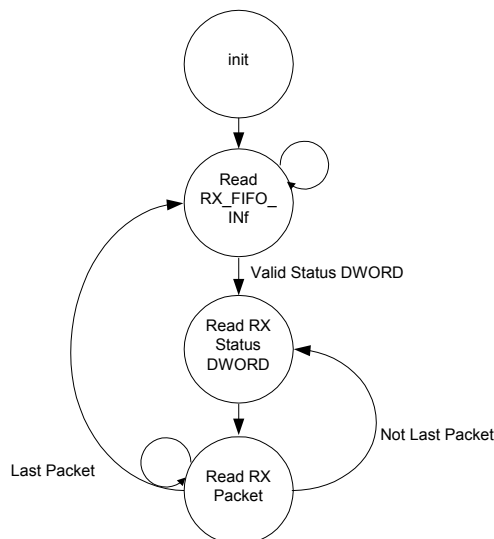 init
Read
RX_FIFO_
INf
Valid Status DWORD
Read RX
Status
DWORD
Not Last Packet
Last Packet
Read RX
Packet